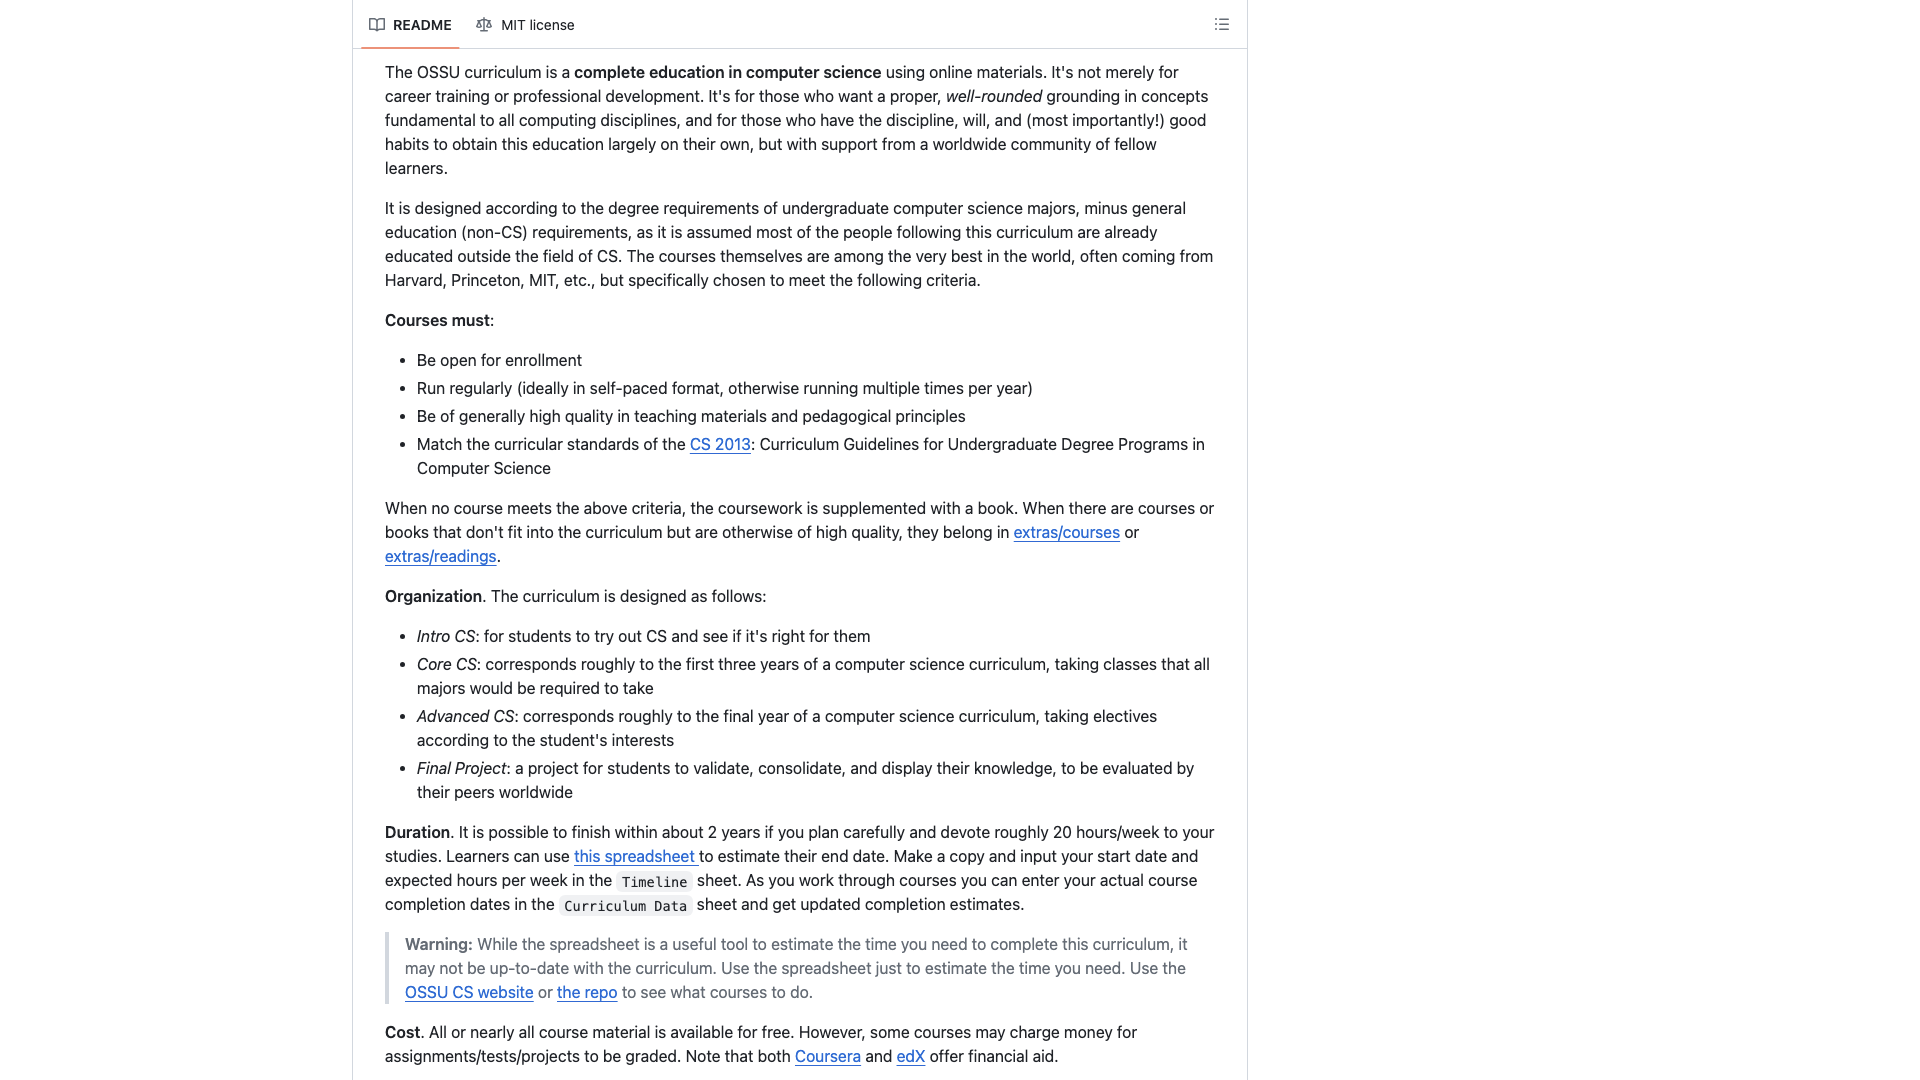 README
MIT license
The OSSU curriculum is a complete education in computer science using online materials. It's not merely for
career training or professional development. It's for those who want a proper, well-rounded grounding in concepts
fundamental to all computing disciplines, and for those who have the discipline, will, and (most importantly!) good
habits to obtain this education largely on their own, but with support from a worldwide community of fellow
learners.
It is designed according to the degree requirements of undergraduate computer science majors, minus general
education (non-CS) requirements, as it is assumed most of the people following this curriculum are already
educated outside the field of CS. The courses themselves are among the very best in the world, often coming from
Harvard, Princeton, MIT, etc., but specifically chosen to meet the following criteria.
Courses must:
• Be open for enrollment
• Run regularly (ideally in self-paced format, otherwise running multiple times per year)
• Be of generally high quality in teaching materials and pedagogical principles
• Match the curricular standards of the CS 2013: Curriculum Guidelines for Undergraduate Degree Programs in
Computer Science
When no course meets the above criteria, the coursework is supplemented with a book. When there are courses or
books that don't fit into the curriculum but are otherwise of high quality, they belong in extras/courses or
extras/readings.
Organization. The curriculum is designed as follows:
• Intro CS: for students to try out CS and see if it's right for them
• Core CS: corresponds roughly to the first three years of a computer science curriculum, taking classes that all
majors would be required to take
• Advanced CS: corresponds roughly to the final year of a computer science curriculum, taking electives
according to the student's interests
• Final Project: a project for students to validate, consolidate, and display their knowledge, to be evaluated by
their peers worldwide
Duration. It is possible to finish within about 2 years if you plan carefully and devote roughly 20 hours/week to your
studies. Learners can use this spreadsheet to estimate their end date. Make a copy and input your start date and
expected hours per week in the Timeline sheet. As you work through courses you can enter your actual course
completion dates in the Curriculum Data sheet and get updated completion estimates.
Warning: While the spreadsheet is a useful tool to estimate the time you need to complete this curriculum, it
may not be up-to-date with the curriculum. Use the spreadsheet just to estimate the time you need. Use the
OSSU CS website or the repo to see what courses to do.
Cost. All or nearly all course material is available for free. However, some courses may charge money for
assignments/tests/projects to be graded. Note that both Coursera and edX offer financial aid.